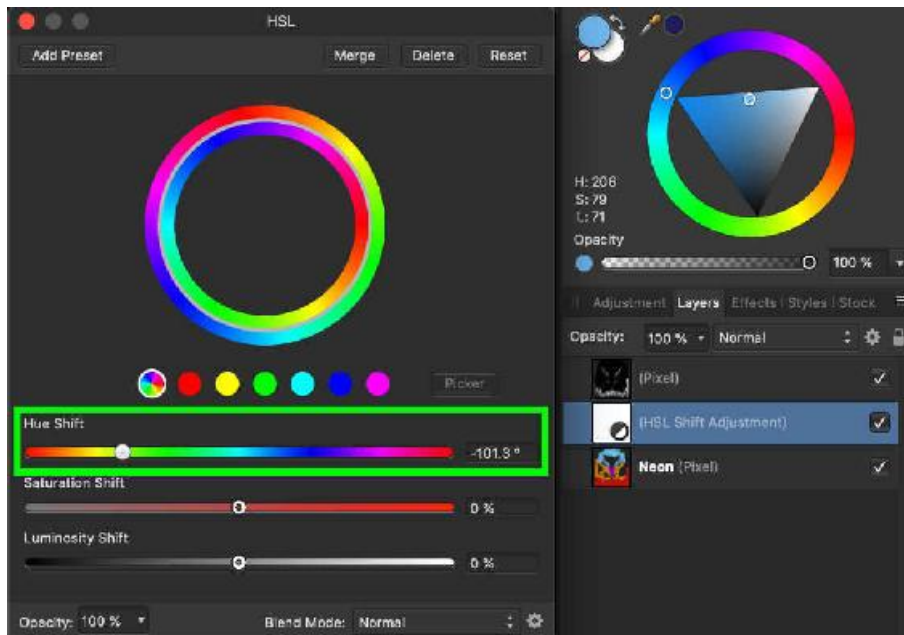 HSL
Add Preset Merge Delete Reset
Picker
Hue Shift
-101.3 °
Saturation Shift
0 %
Luminosity Shift
0 %
Opacity: 100 % Blend Mode: Normal
H: 206
S: 79
L: 71
Opacity
100 %
Adjustment Layers Effects Styles Stock
Opacity: 100 % Normal
(Pixel)
(HSL Shift Adjustment)
Neon (Pixel)